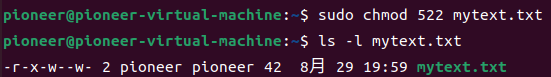 pioneer@pioneer-virtual-machine:~$ sudo chmod 522 mytext.txt
pioneer@pioneer-virtual-machine:~$ ls -l mytext.txt
-r-x-w--w- 2 pioneer pioneer 42  8月 29 19:59 mytext.txt